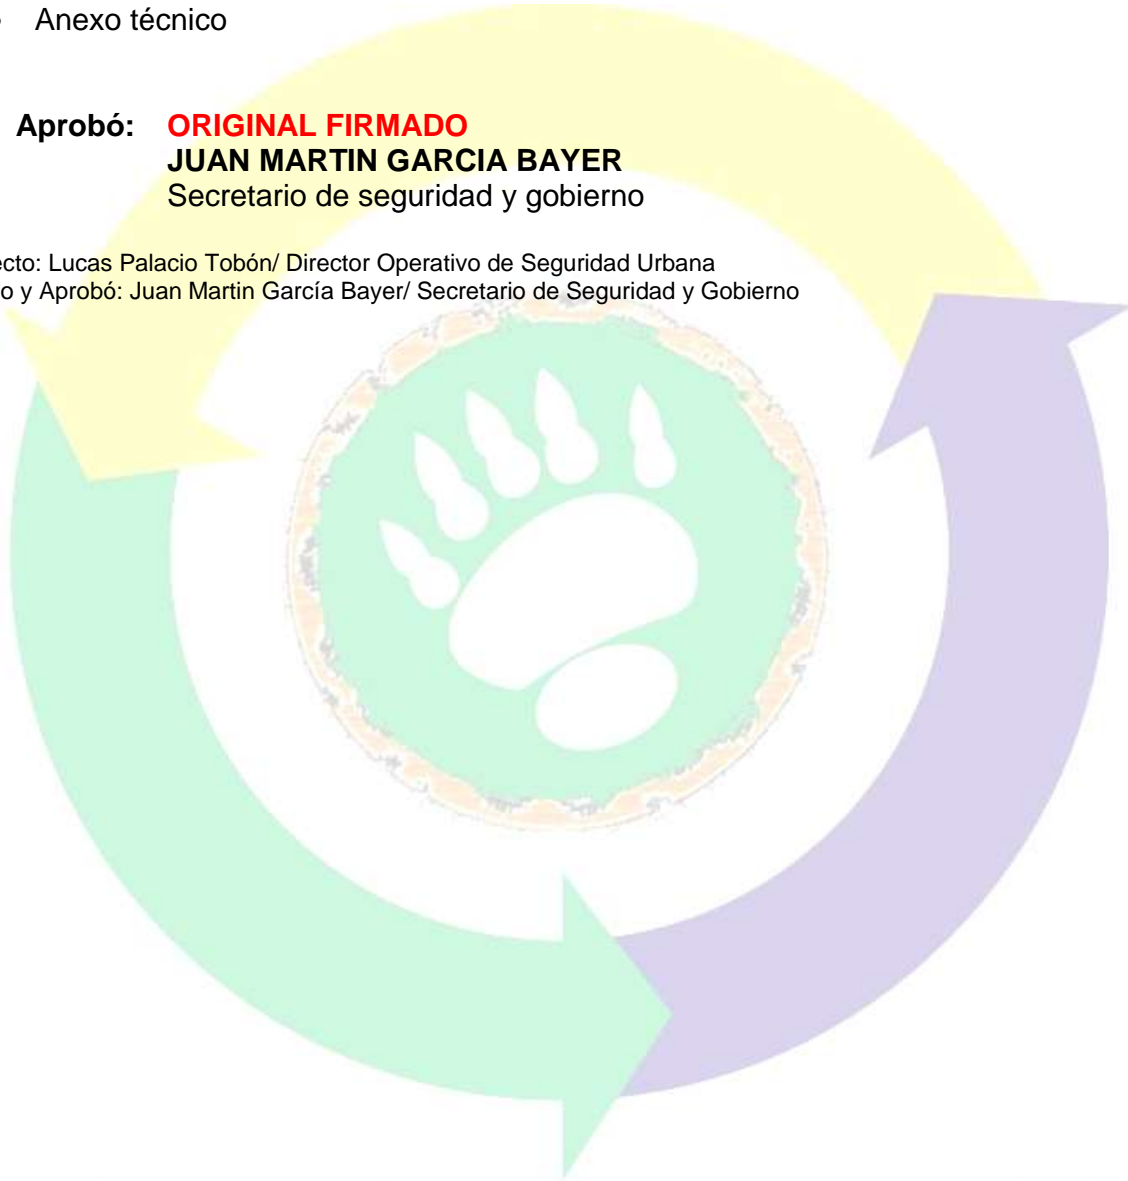 Anexo técnico
Aprobó: ORIGINAL FIRMADO
JUAN MARTIN GARCIA BAYER
Secretario de seguridad y gobierno
Lucas Palacio Tobón/ Director Operativo de Seguridad Urbana
y Aprobó: Juan Martin García Bayer/ Secretario de Seguridad y Gobierno